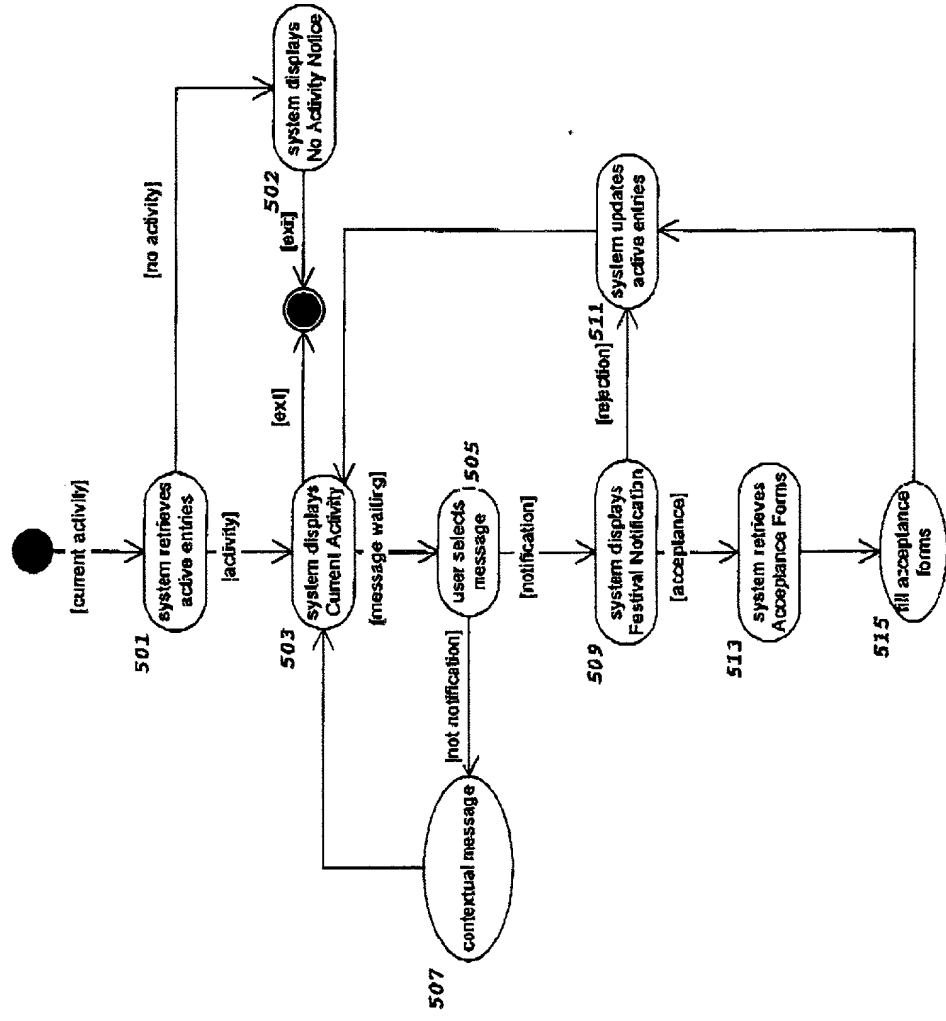 [current activity]
501
system retrieves
active entries
[no activity]
[activity]
502
system displays
No Activity Notice
[exit]
[exit]
503
system displays
Current Activity
[message waiting]
505
user selects
message
[not notification]
507
contextual message
[notification]
509
system displays
Festival Notification
[rejection]
511
system updates
active entries
[acceptance]
513
system retrieves
Acceptance Forms
515
fill acceptance
forms